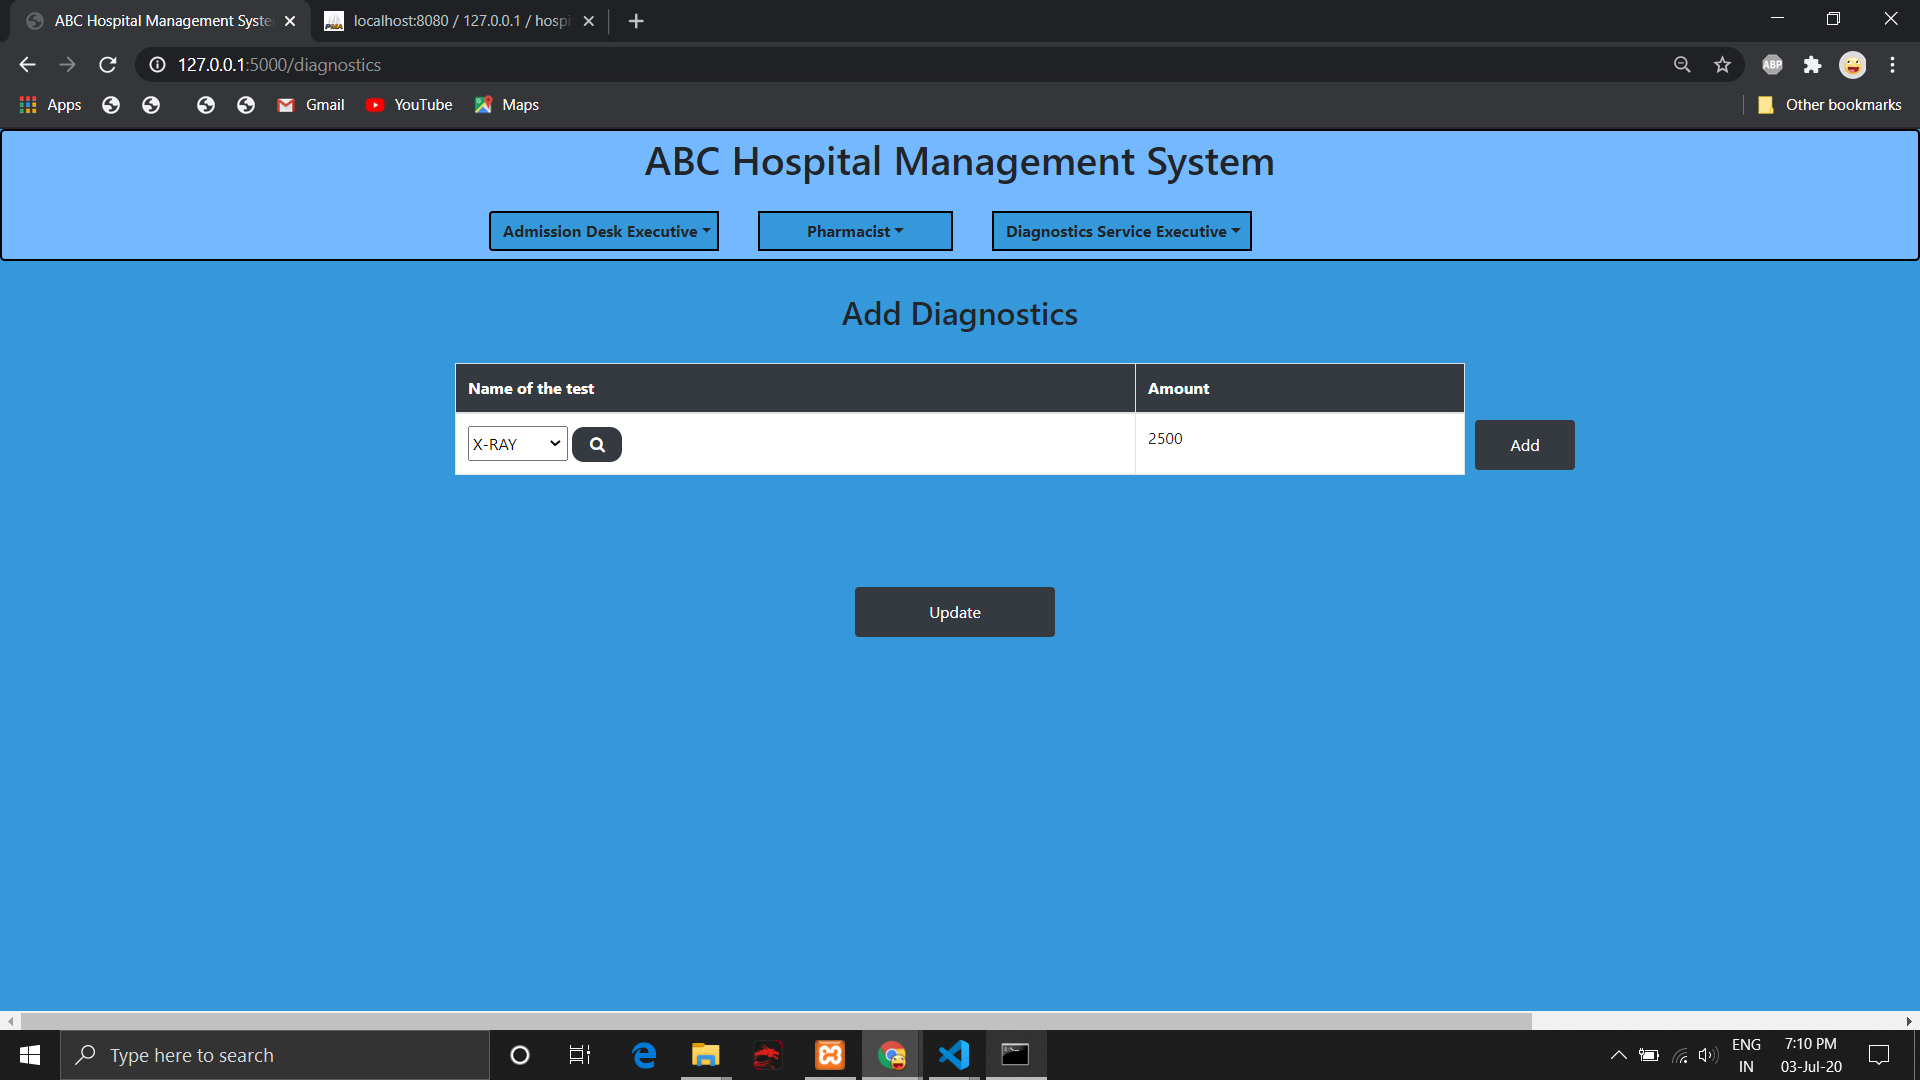 ABC Hospital Management Syste
localhost:8080 / 127.0.0.1 / hospi
127.0.0.1:5000/diagnostics
ABP
Apps
Gmail
YouTube
Maps
Other bookmarks
ABC Hospital Management System
Admission Desk Executive
Pharmacist
Diagnostics Service Executive
Add Diagnostics
Name of the test
Amount
X-RAY
2500
Add
Update
Type here to search
ENG
IN
7:10 PM
03-Jul-20